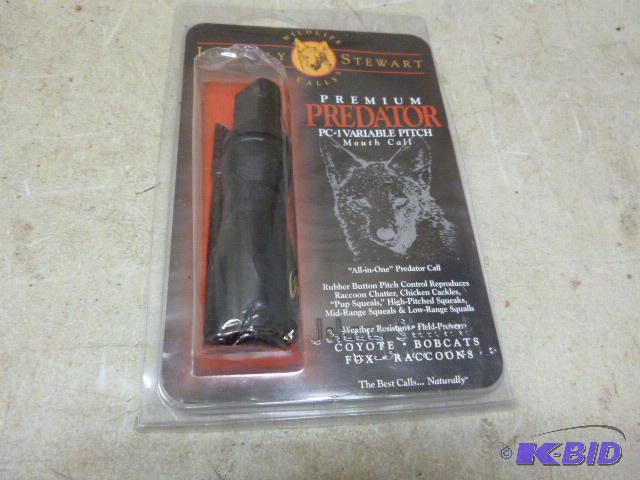 WILDLIFE
STEWART
CALLS
PREMIUM
PREDATOR
PC-1 VARIABLE PITCH
Mouth Call
"All-in-One" Predator Call
Rubber Button Pitch Control Reproduces
Raccoon Chatter, Chicken Cackles,
"Pup Squeals," High-Pitched Squeaks,
Mid-Range Squeals & Low-Range Squalls
Weather Resistant - Field-Proven
COYOTE • BOBCATS
FOX - RACCOONS
The Best Calls... Naturally™
© K-BID